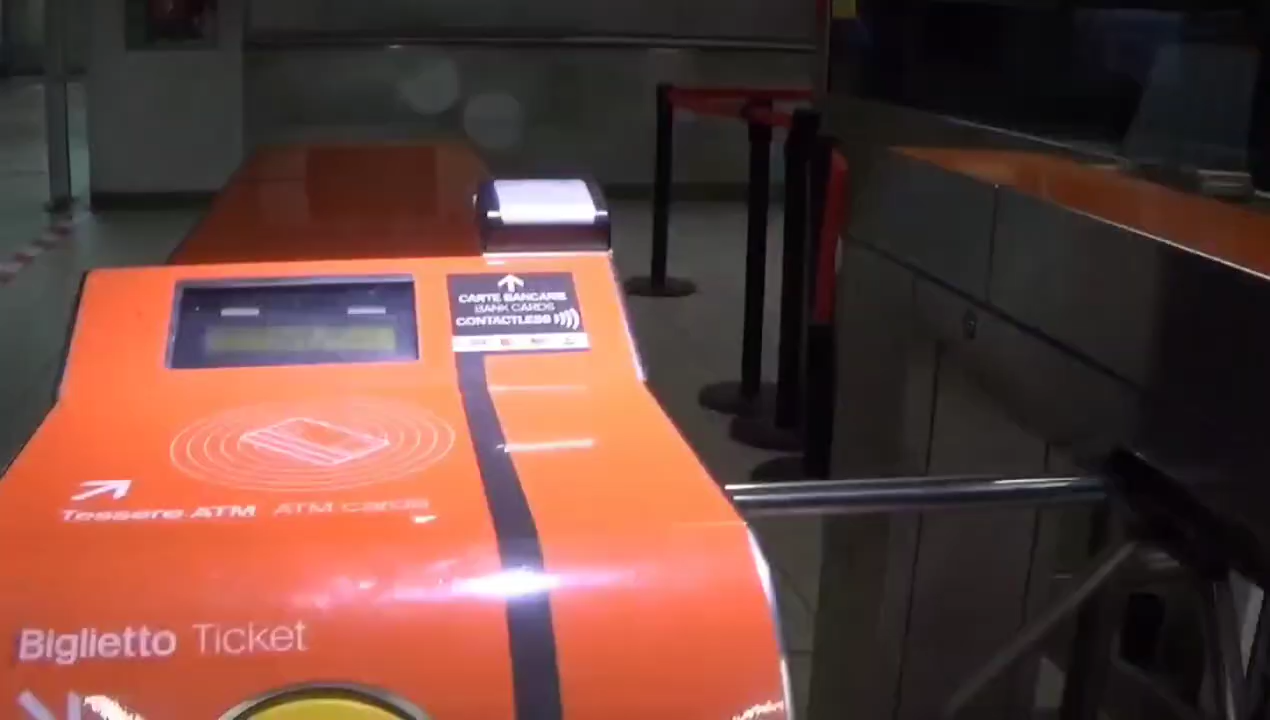 CARTE BANCARIE
BANK CARDS
CONTACTLESS
Tessere ATM ATM cards
Biglietto Ticket